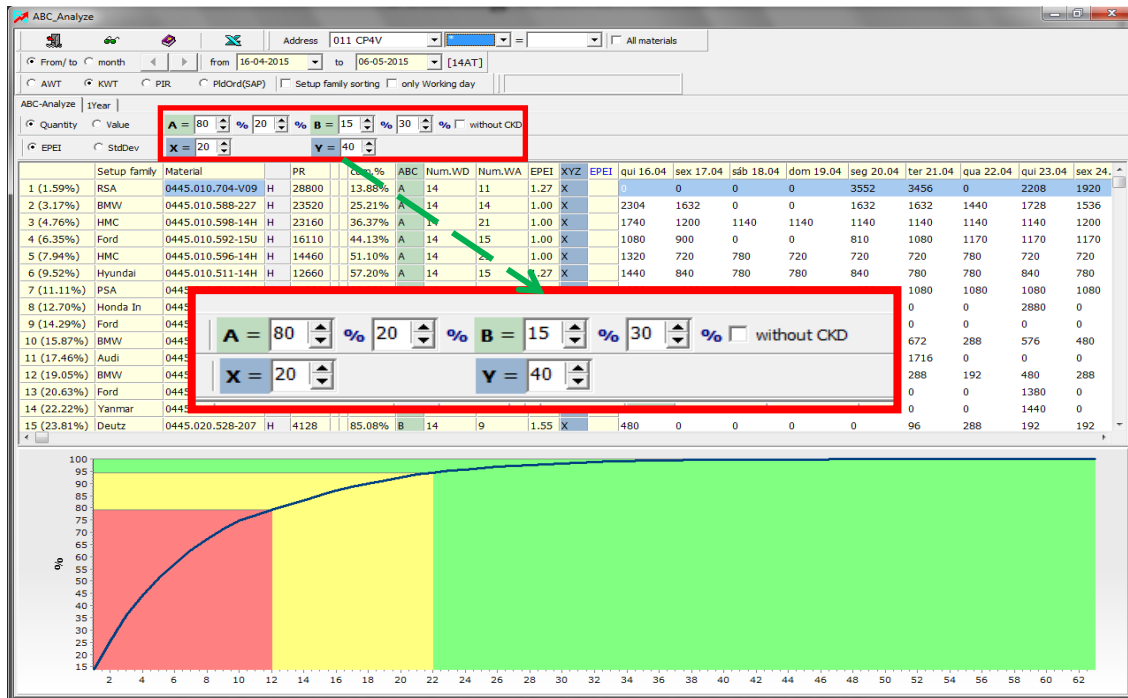 ABC_Analyze
Address 011 CP4V * = All materials
From/ to month from 16-04-2015 to 06-05-2015 [14AT]
AWT KWT PIR PldOrd(SAP) Setup family sorting only Working day
ABC-Analyze 1Year
Quantity Value A = 80 % 20 % B = 15 % 30 % without CKD
EPEI StdDev X = 20 Y = 40
Setup family Material PR cum.% ABC Num.WD Num.WA EPEI XYZ EPEI qui 16.04 sex 17.04 sáb 18.04 dom 19.04 seg 20.04 ter 21.04 qua 22.04 qui 23.04 sex 24.
1 (1.59%) RSA 0445.010.704-V09 H 28800 13.88% A 14 11 1.27 X 0 0 0 0 3552 3456 0 2208 1920
2 (3.17%) BMW 0445.010.588-227 H 23520 25.21% A 14 14 1.00 X 2304 1632 0 0 1632 1632 1440 1728 1536
3 (4.76%) HMC 0445.010.598-14H H 23160 36.37% A 14 21 1.00 X 1740 1200 1140 1140 1140 1140 1140 1140 1200
4 (6.35%) Ford 0445.010.592-15U H 16110 44.13% A 14 15 1.00 X 1080 900 0 0 810 1080 1170 1170 1170
5 (7.94%) HMC 0445.010.596-14H H 14460 51.10% A 14 1.00 X 1320 720 780 720 720 720 780 720 720
6 (9.52%) Hyundai 0445.010.511-14H H 12660 57.20% A 14 15 1.27 X 1440 840 780 780 840 780 780 840 780
7 (11.11%) PSA 1080 1080 1080 1080
8 (12.70%) Honda In 0445 0 0 2880 0
9 (14.29%) Ford 0445 0 0 0 0
10 (15.87%) BMW 0445 672 288 576 480
11 (17.46%) Audi 0445 1716 0 0 0
12 (19.05%) BMW 0445 288 192 480 288
13 (20.63%) Ford 0445 0 0 1380 0
14 (22.22%) Yanmar 0445 0 0 1440 0
15 (23.81%) Deutz 0445.020.528-207 H 4128 85.08% B 14 9 1.55 X 480 0 0 0 0 96 288 192 192
A = 80 % 20 % B = 15 % 30 % without CKD
X = 20 Y = 40
100
95
90
85
80
75
70
65
60
55
50
45
40
35
30
25
20
15
%
2 4 6 8 10 12 14 16 18 20 22 24 26 28 30 32 34 36 38 40 42 44 46 48 50 52 54 56 58 60 62